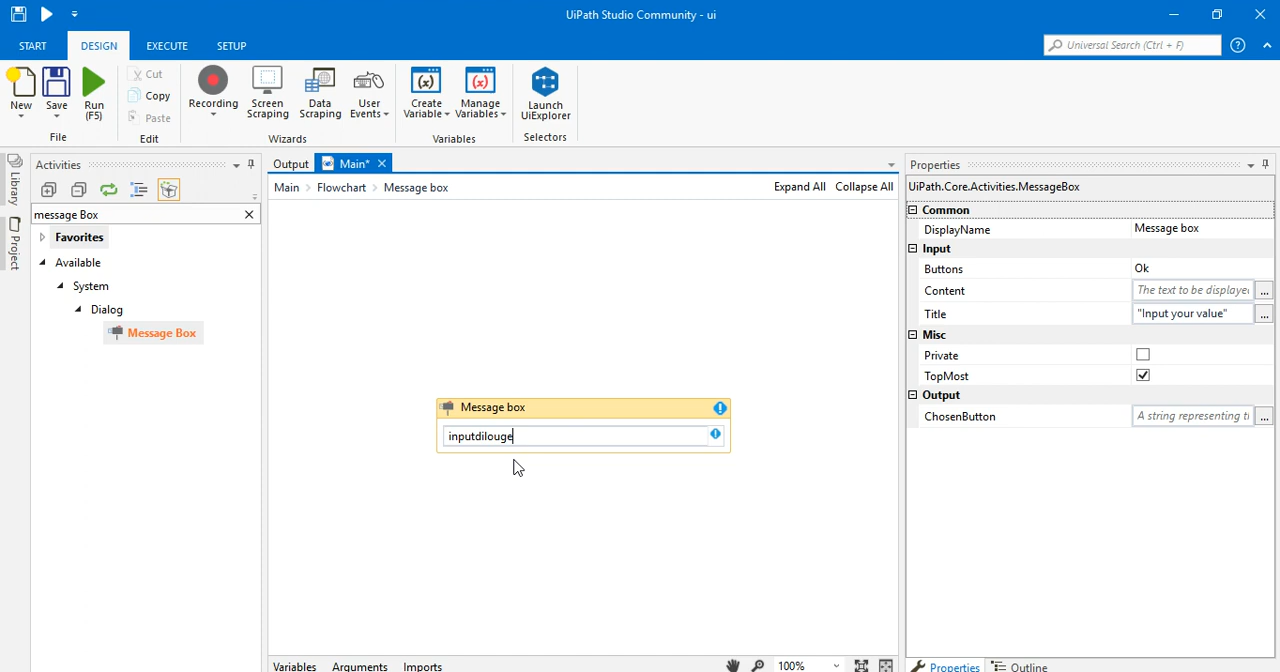 UiPath Studio Community - ui
START DESIGN EXECUTE SETUP
Universal Search (Ctrl + F)
New
Save
Run
(F5)
File
Cut
Copy
Paste
Edit
Recording
Screen
Scraping
Data
Scraping
User
Events
Wizards
Create
Variable
Manage
Variables
Variables
Launch
UiExplorer
Selectors
Library
Project
Activities
message Box
Favorites
Available
System
Dialog
Message Box
Output Main*
Main > Flowchart > Message box
Expand All Collapse All
Message box
inputdilouge
Variables Arguments Imports
100%
Properties
UiPath.Core.Activities.MessageBox
Common
DisplayName Message box
Input
Buttons Ok
Content The text to be displaye ...
Title "Input your value" ...
Misc
Private
TopMost
Output
ChosenButton A string representing t ...
Properties Outline